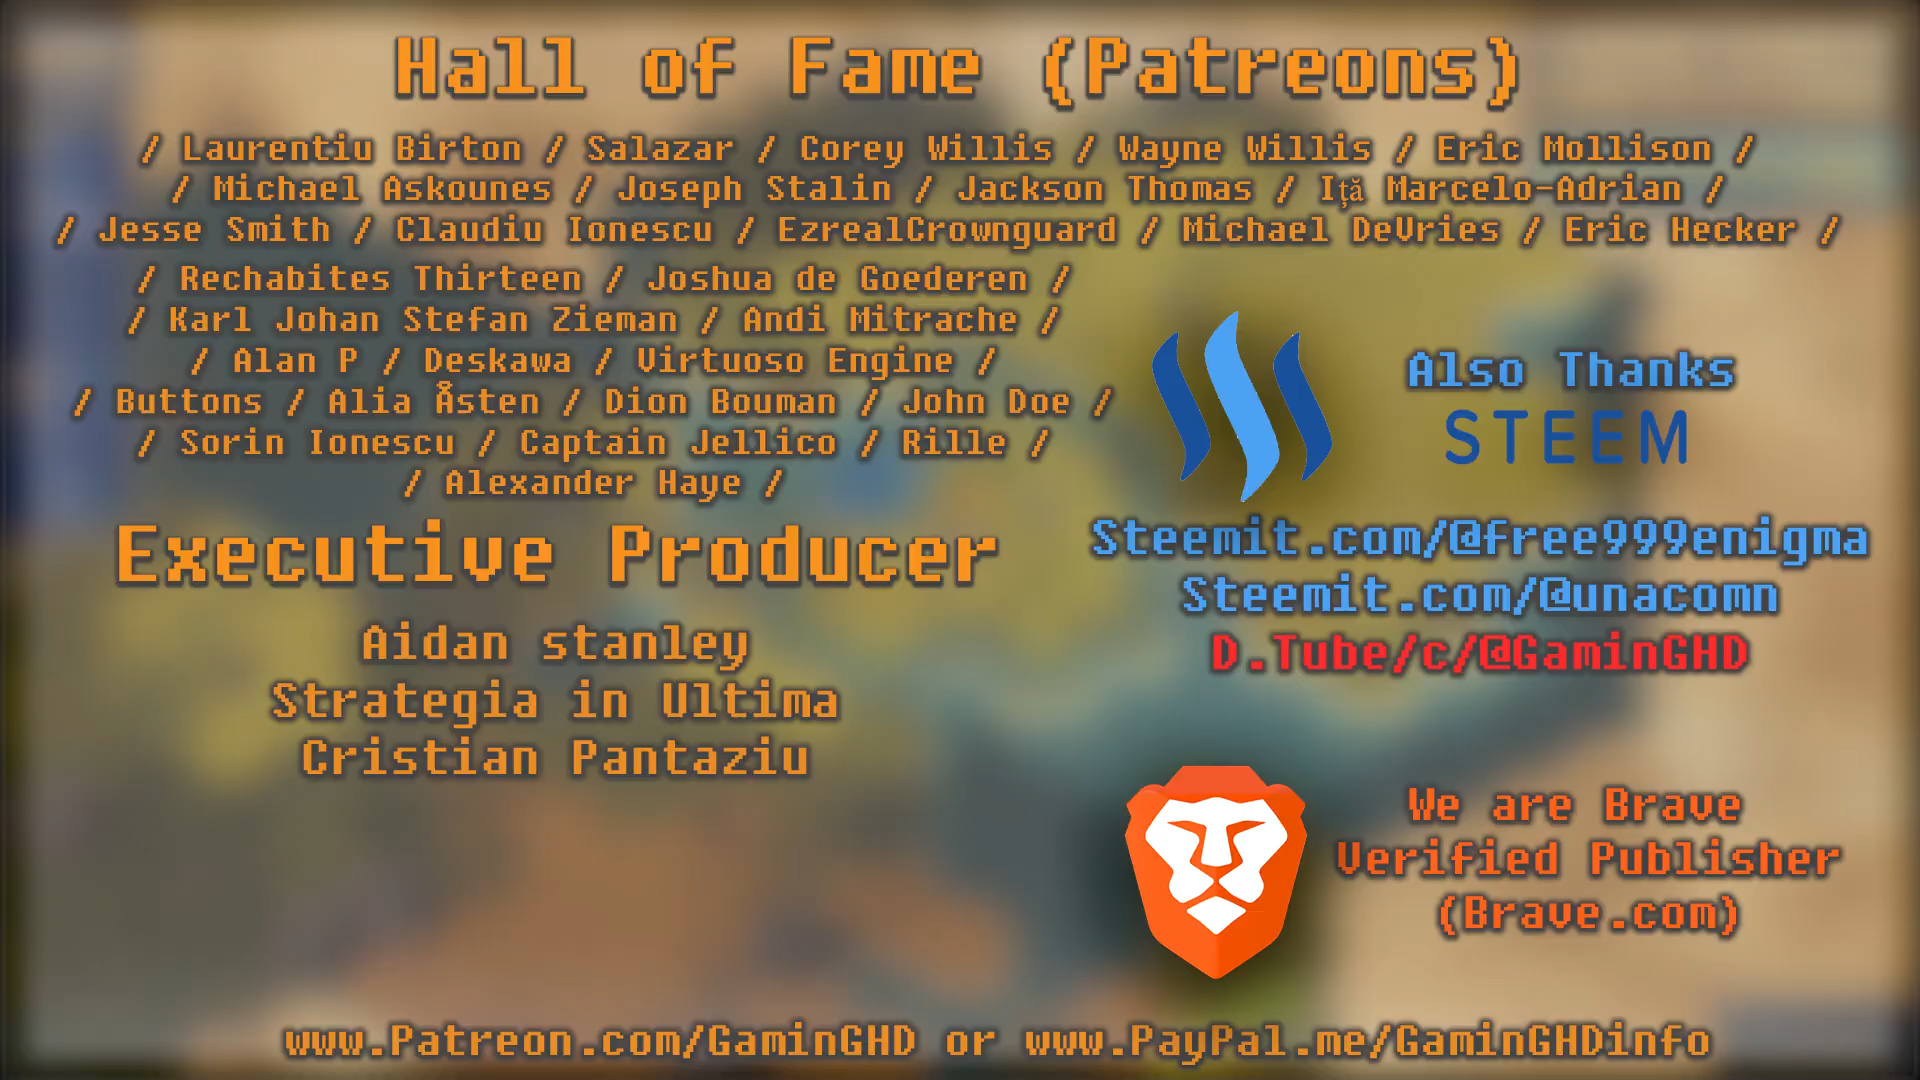 Hall of Fame (Patreons)
/ Laurentiu Birton / Salazar / Corey Willis / Wayne Willis / Eric Mollison /
/ Michael Askounes / Joseph Stalin / Jackson Thomas / Iţă Marcelo-Adrian /
/ Jesse Smith / Claudiu Ionescu / EzrealCrownguard / Michael DeVries / Eric Hecker /
/ Rechabites Thirteen / Joshua de Goederen /
/ Karl Johan Stefan Zieman / Andi Mitrache /
/ Alan P / Deskawa / Virtuoso Engine /
/ Buttons / Alia Åsten / Dion Bouman / John Doe /
/ Sorin Ionescu / Captain Jellico / Rille /
/ Alexander Haye /
Executive Producer
Aidan stanley
Strategia in Ultima
Cristian Pantaziu
Also Thanks
STEEM
Steemit.com/@free999enigma
Steemit.com/@unacomn
D.Tube/c/@GaminGHD
We are Brave
Verified Publisher
(Brave.com)
www.Patreon.com/GaminGHD or www.PayPal.me/GaminGHDinfo